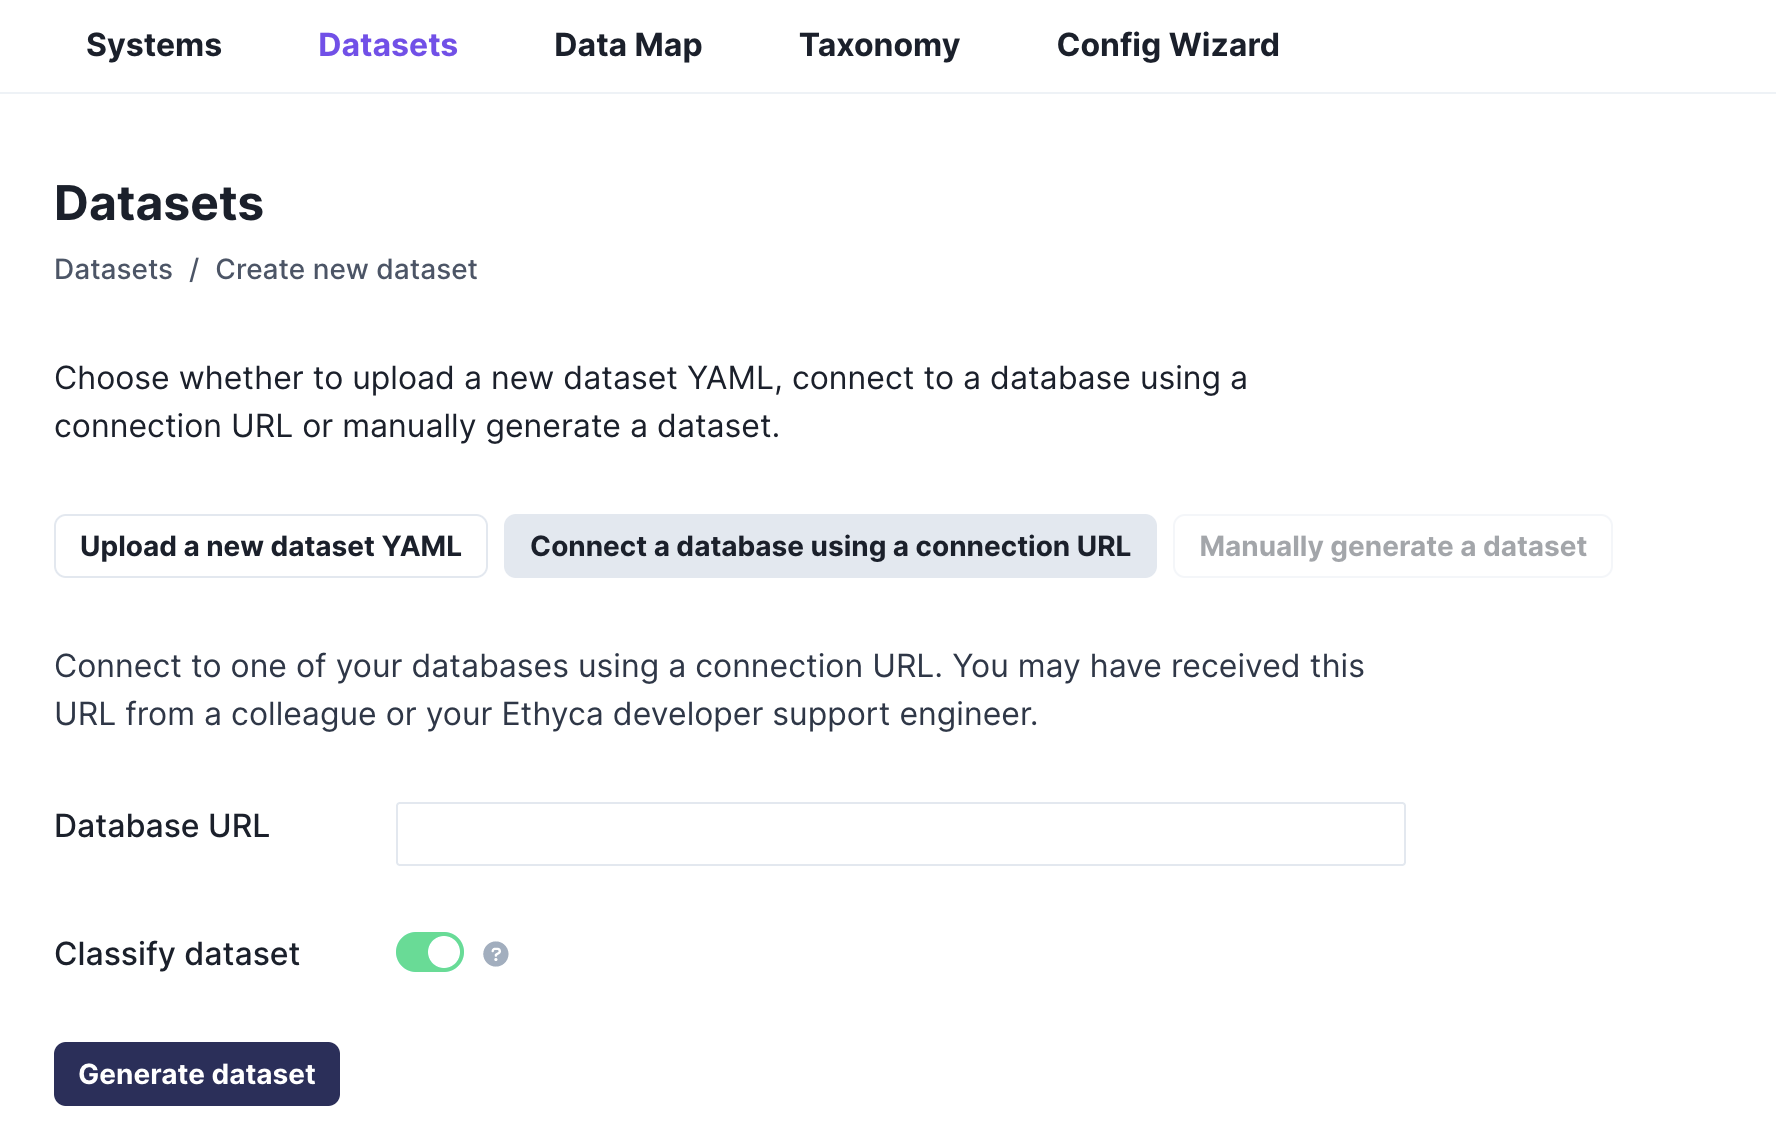 Systems Datasets Data Map Taxonomy Config Wizard
Datasets
Datasets / Create new dataset
Choose whether to upload a new dataset YAML, connect to a database using a
connection URL or manually generate a dataset.
Upload a new dataset YAML Connect a database using a connection URL Manually generate a dataset
Connect to one of your databases using a connection URL. You may have received this
URL from a colleague or your Ethyca developer support engineer.
Database URL
Classify dataset ?
Generate dataset